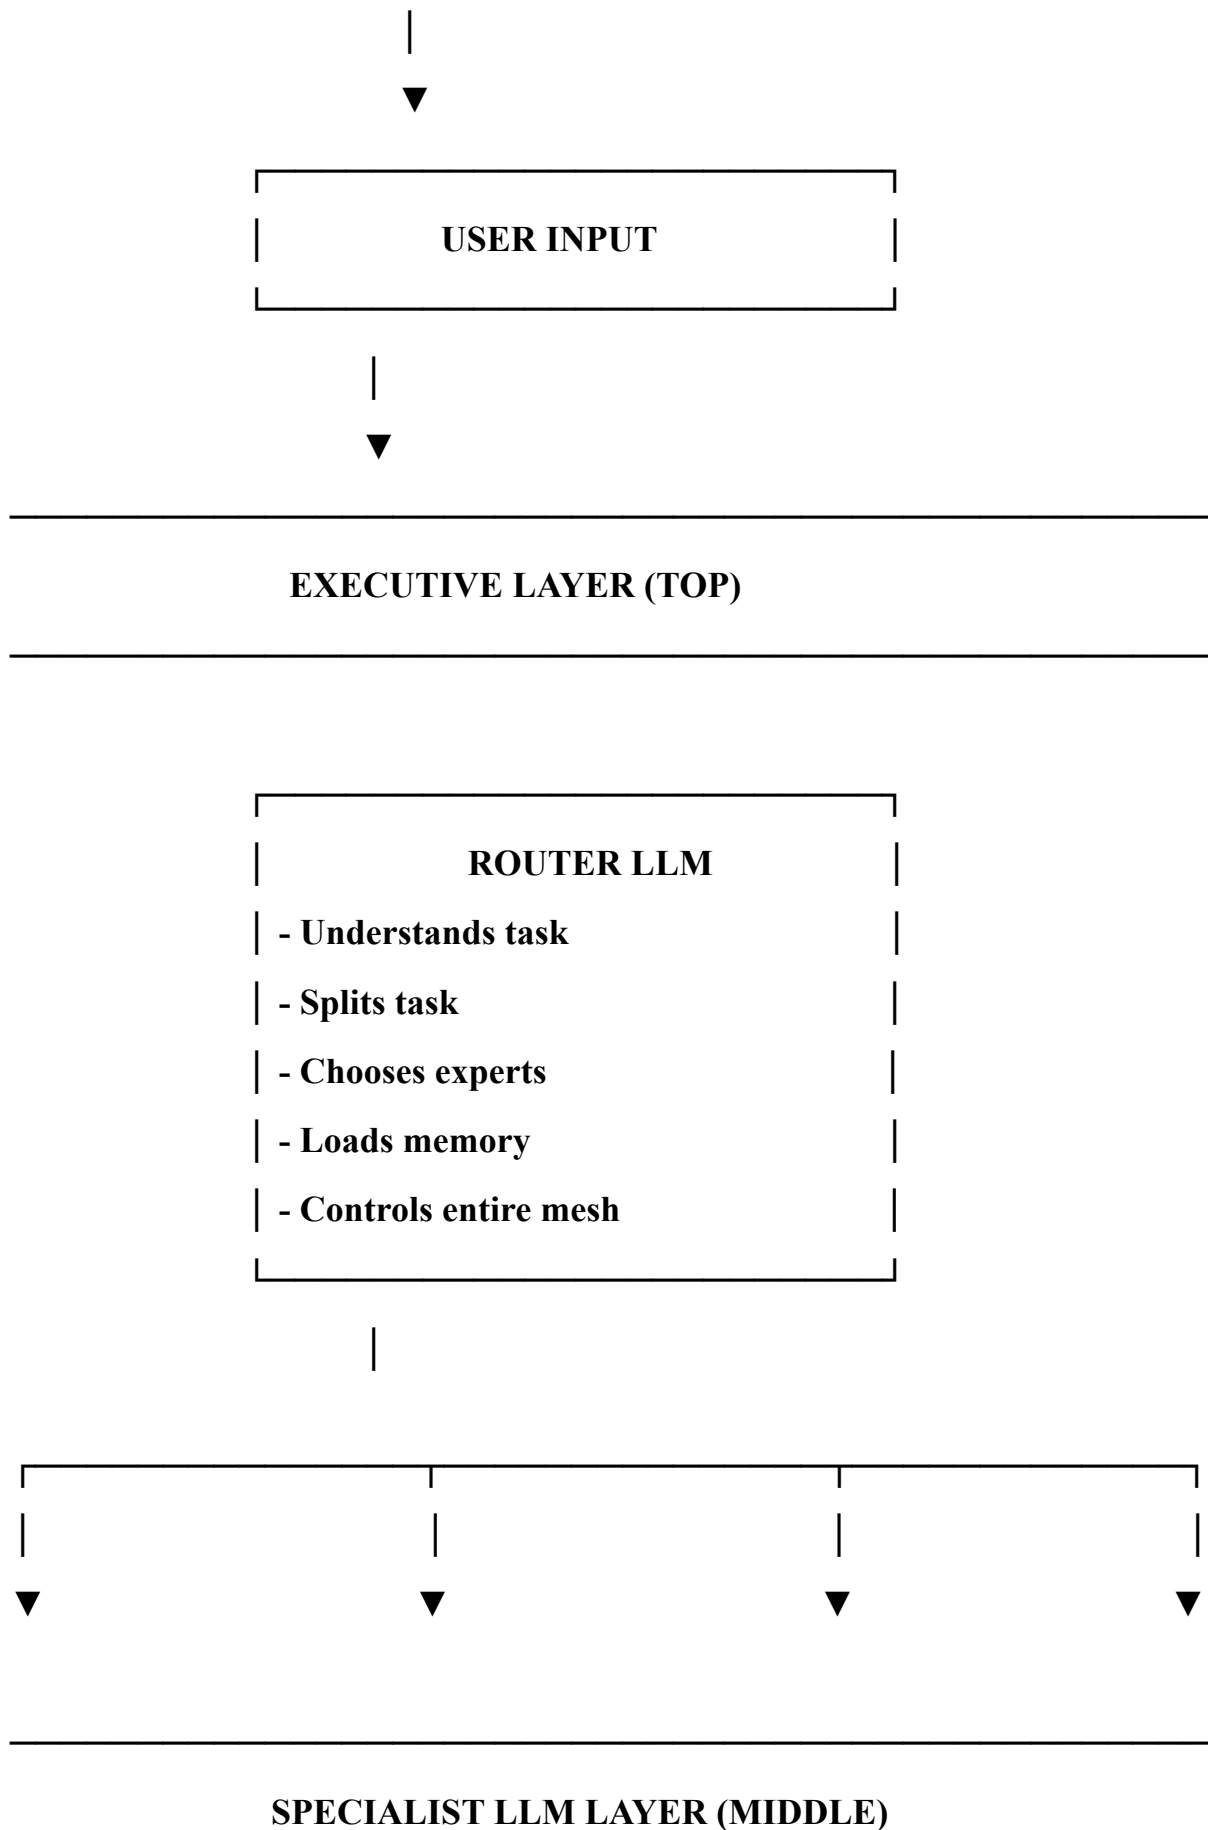 USER INPUT
EXECUTIVE LAYER (TOP)
ROUTER LLM
- Understands task
- Splits task
- Chooses experts
- Loads memory
- Controls entire mesh
SPECIALIST LLM LAYER (MIDDLE)